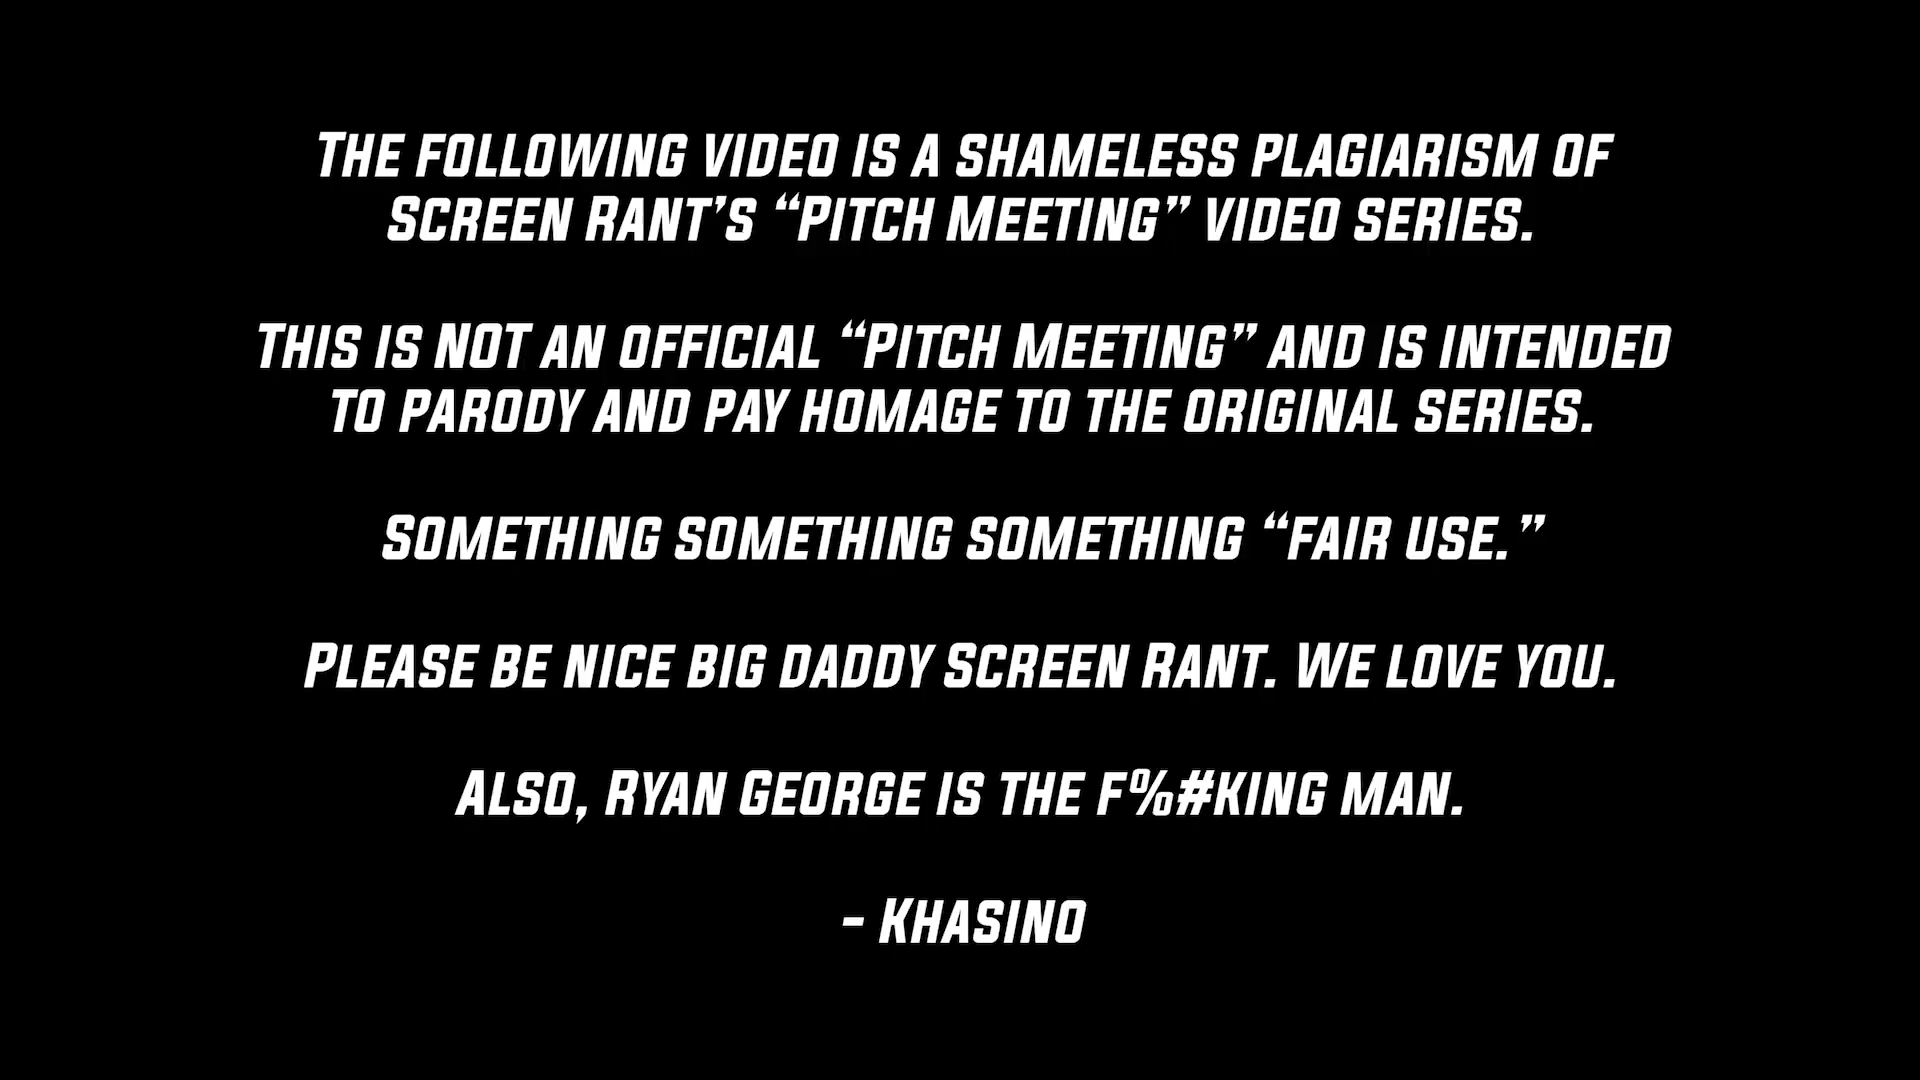 The following video is a shameless plagiarism of
Screen Rant's “Pitch Meeting” video series.
This is NOT an official “Pitch Meeting” and is intended
to parody and pay homage to the original series.
Something something something “fair use.”
Please be nice big daddy Screen Rant. We love you.
Also, Ryan George is the f%#king man.
- Khasino